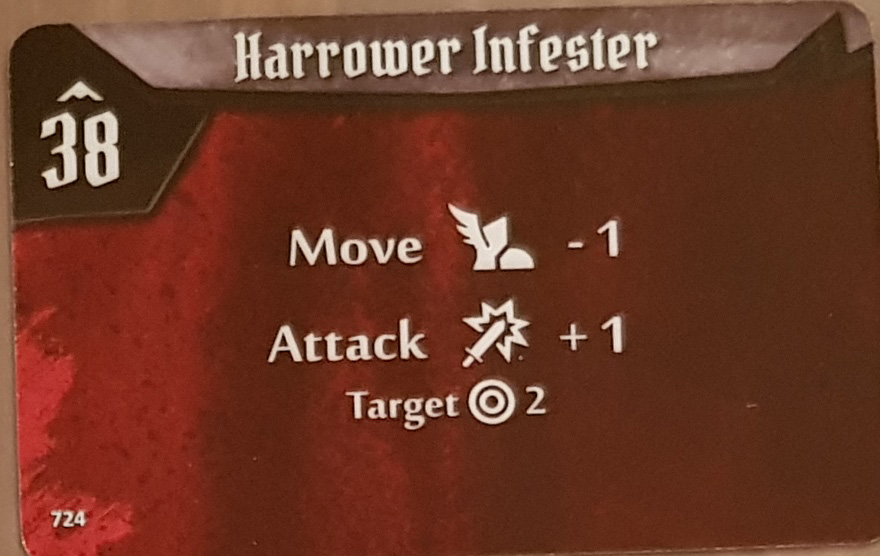 Harrower Infester
38
Move - 1
Attack + 1
Target 2
724